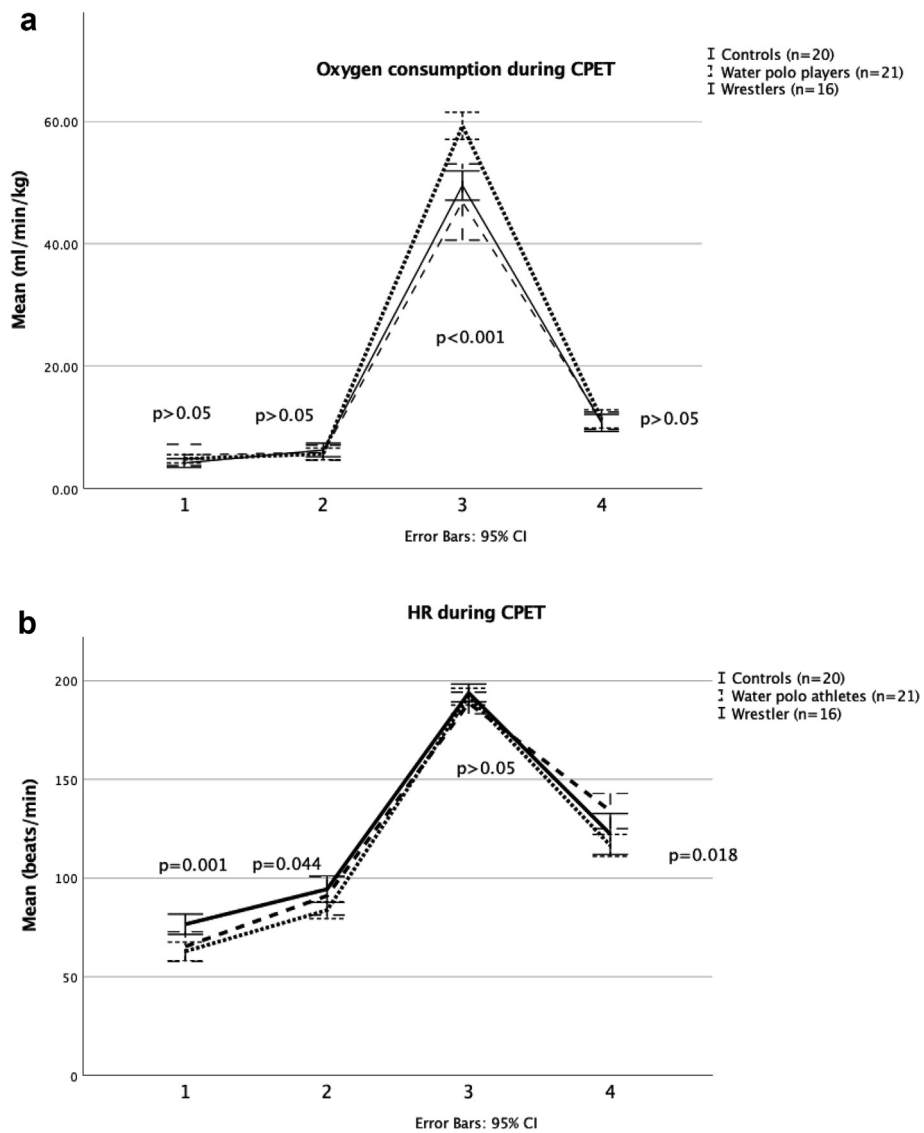 a
Oxygen consumption during CPET
Controls (n=20)
Water polo players (n=21)
Wrestlers (n=16)
Mean (ml/min/kg)
60.00
40.00
20.00
0.00
p>0.05
p>0.05
p<0.001
p>0.05
1 2 3 4
Error Bars: 95% CI
b
HR during CPET
Controls (n=20)
Water polo athletes (n=21)
Wrestler (n=16)
Mean (beats/min)
200
150
100
50
0
p=0.001
p=0.044
p>0.05
p=0.018
1 2 3 4
Error Bars: 95% CI